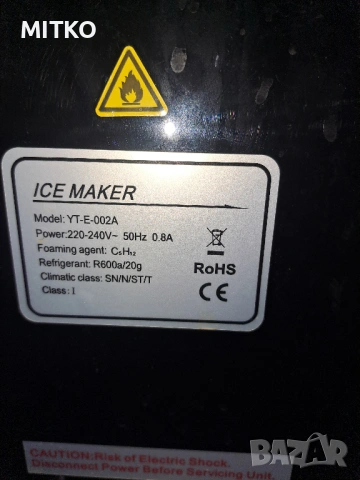 MITKO
ICE MAKER
Model: YT-E-002A
Power:220-240V~ 50Hz 0.8A
Foaming agent: C₅H₁₂
Refrigerant: R600a/20g
Climatic class: SN/N/ST/T
Class: I
RoHS
CE
CAUTION:Risk of Electric Shock.
Disconnect Power Before Servicing Unit.
BAZAR